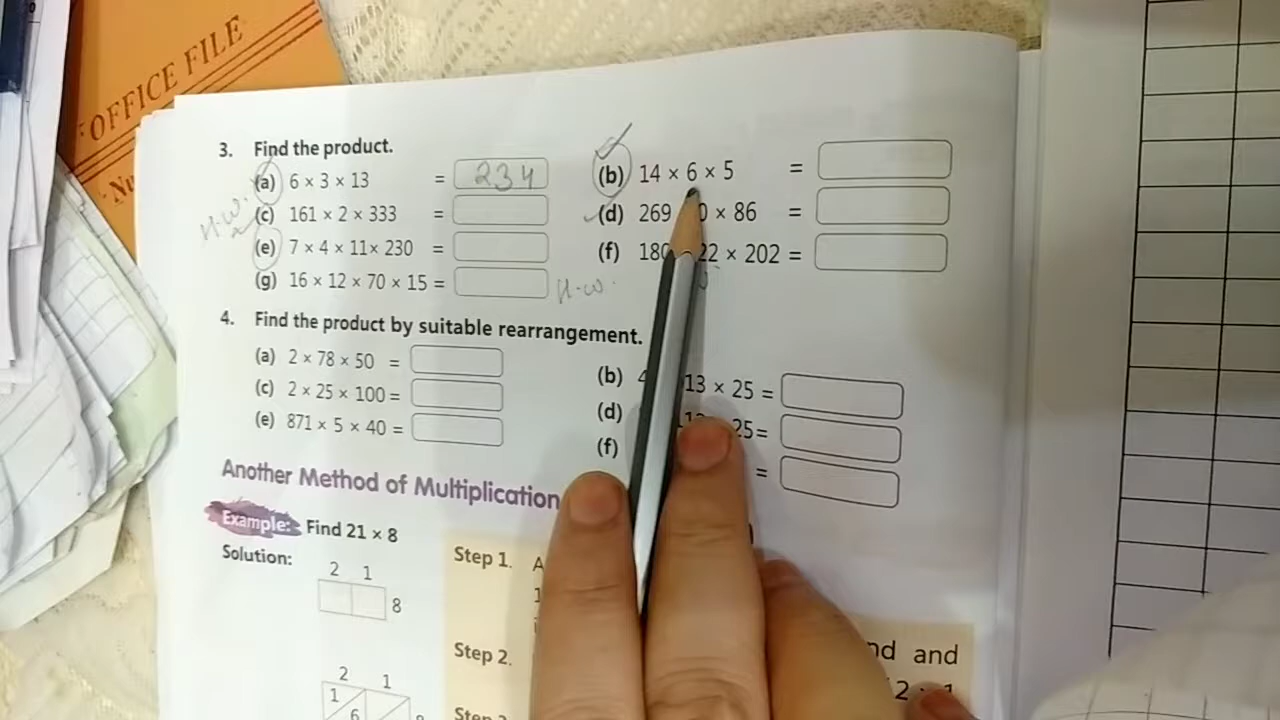 OFFICE FILE
3. Find the product.
(a) 6 × 3 × 13 = 234
(b) 14 × 6 × 5 =
H.W.
(c) 161 × 2 × 333 =
(d) 269 × 86 =
(e) 7 × 4 × 11 × 230 =
(f) 180 22 × 202 =
(g) 16 × 12 × 70 × 15 =
H.W.
4. Find the product by suitable rearrangement.
(a) 2 × 78 × 50 =
(b) 13 × 25 =
(c) 2 × 25 × 100 =
(d) 25 =
(e) 871 × 5 × 40 =
(f) =
Another Method of Multiplication
Example: Find 21 × 8
Solution:
2 1
8
Step 1. A
1
Step 2.
nd and
2 1
1
6
Step